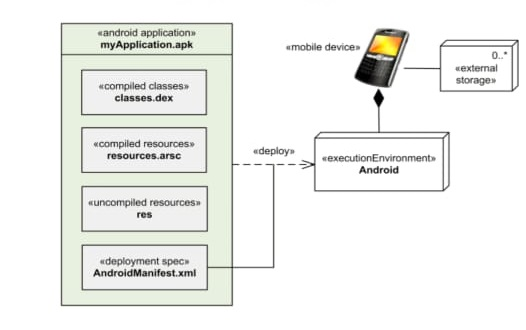 «android application»
myApplication.apk
«compiled classes»
classes.dex
«compiled resources»
resources.arsc
«uncompiled resources»
res
«deployment spec»
AndroidManifest.xml
«deploy»
«mobile device»
0..*
«external
storage»
«executionEnvironment»
Android